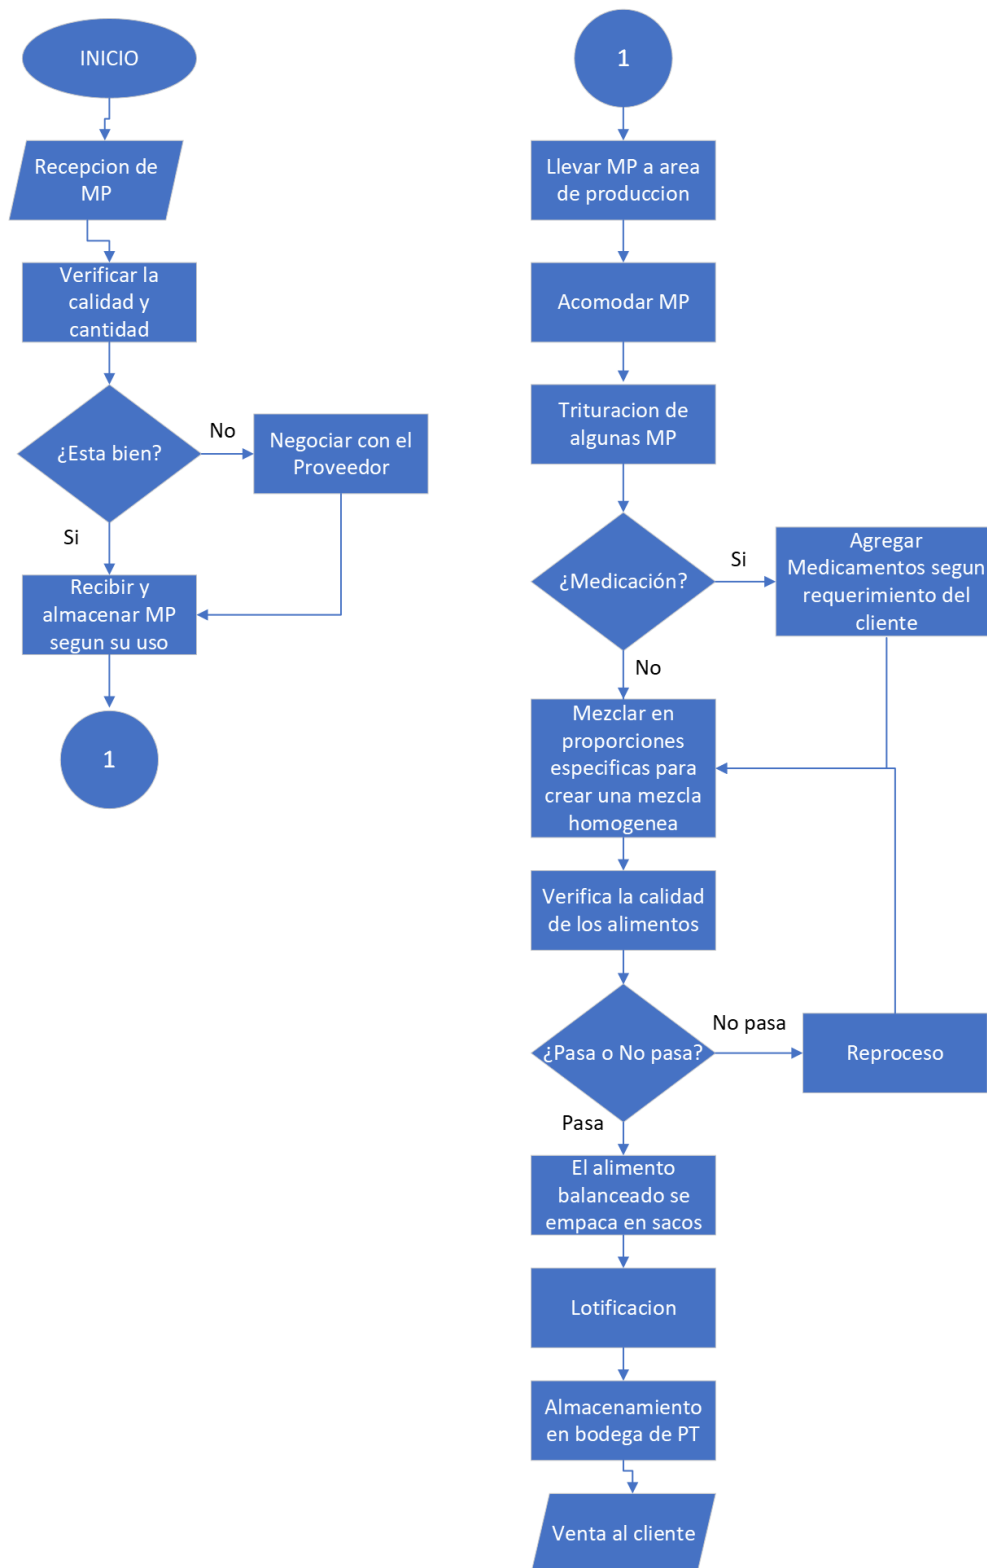 INICIO
Recepcion de
MP
Verificar la
calidad y
cantidad
¿Esta bien?
No
Negociar con el
Proveedor
Si
Recibir y
almacenar MP
segun su uso
1
1
Llevar MP a area
de produccion
Acomodar MP
Trituracion de
algunas MP
¿Medicación?
Si
Agregar
Medicamentos segun
requerimiento del
cliente
No
Mezclar en
proporciones
especificas para
crear una mezcla
homogenea
Verifica la calidad
de los alimentos
¿Pasa o No pasa?
No pasa
Reproceso
Pasa
El alimento
balanceado se
empaca en sacos
Lotificacion
Almacenamiento
en bodega de PT
Venta al cliente